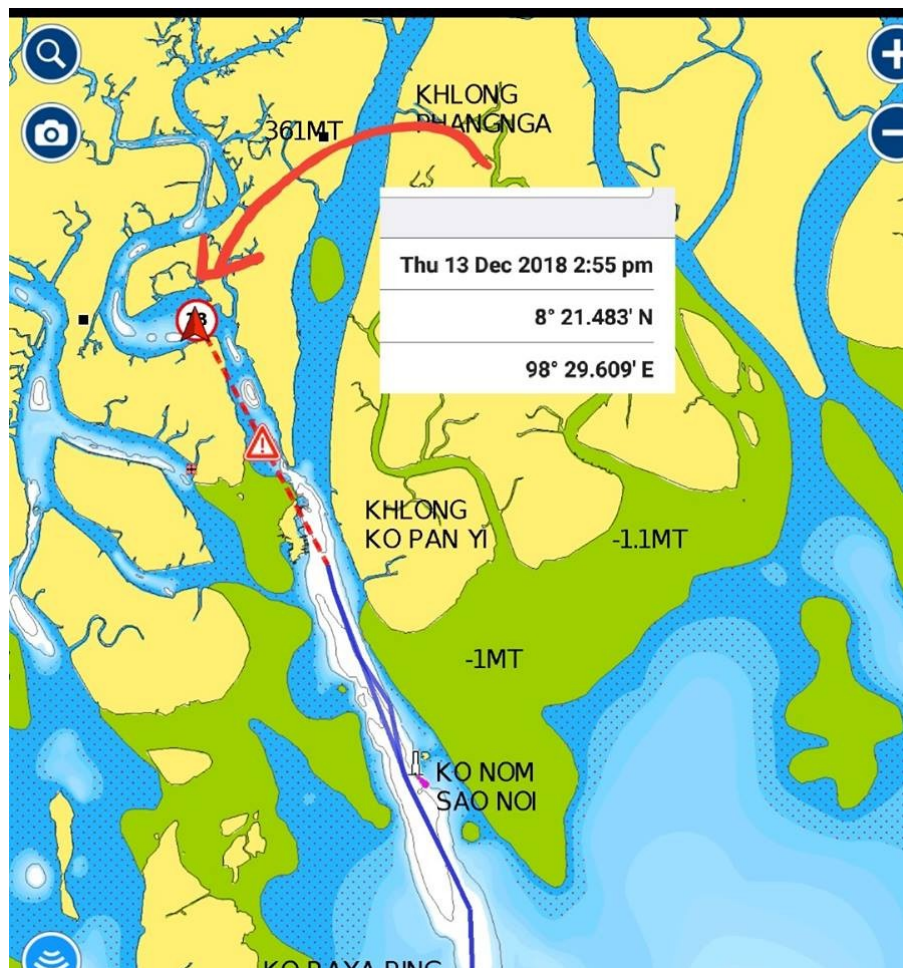 KHLONG
PHANGNGA
361MT
Thu 13 Dec 2018 2:55 pm
8° 21.483' N
98° 29.609' E
KHLONG
KO PAN YI
-1.1MT
-1MT
KO NOM
SAO NOI